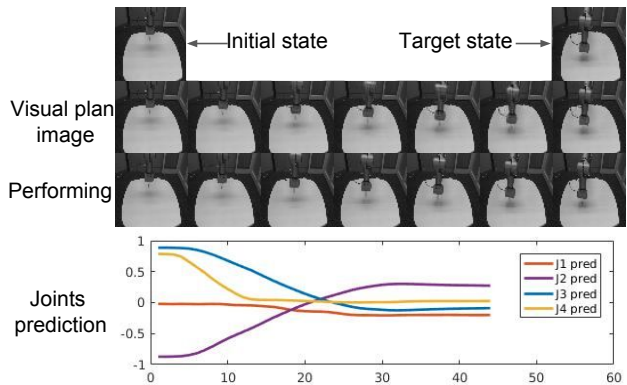 Initial state
Target state
Visual plan
image
Performing
Joints
prediction
1
0.5
0
-0.5
-1
0
10
20
30
40
50
60
J1 pred
J2 pred
J3 pred
J4 pred